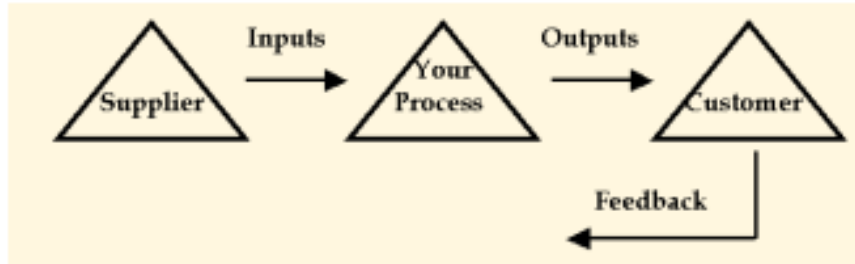 Inputs
Outputs
Supplier
Your
Process
Customer
Feedback